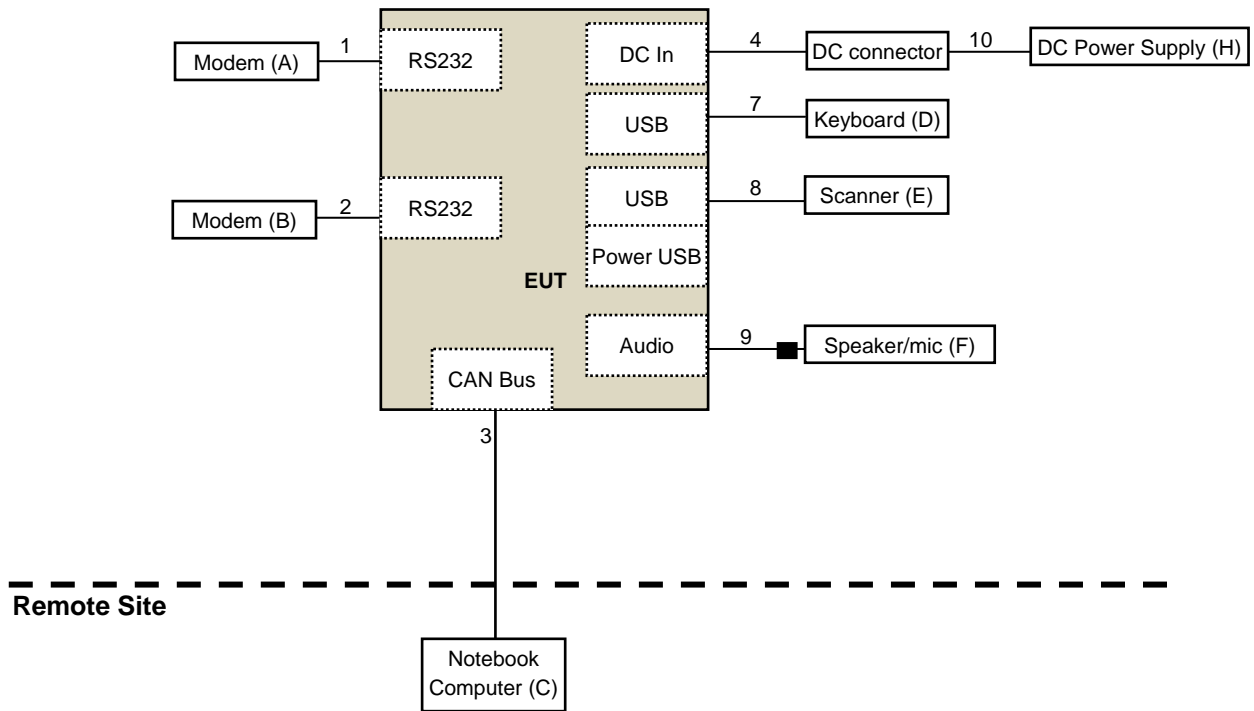 1
4
10
Modem (A)
RS232
DC In
DC connector
DC Power Supply (H)
7
USB
Keyboard (D)
2
8
Modem (B)
RS232
USB
Scanner (E)
Power USB
EUT
9
Audio
Speaker/mic (F)
CAN Bus
3
Remote Site
Notebook
Computer (C)